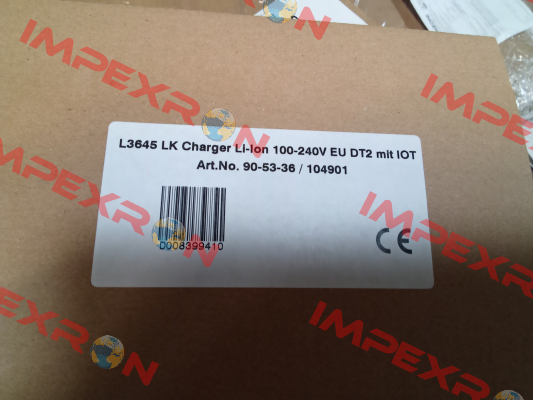 IMPEXRON
L3645 LK Charger Li-Ion 100-240V EU DT2 mit IOT
Art.No. 90-53-36 / 104901
D008399410
CE
IMPEXRON
IMPEXRON
IMPEXRON
IMPEXRON